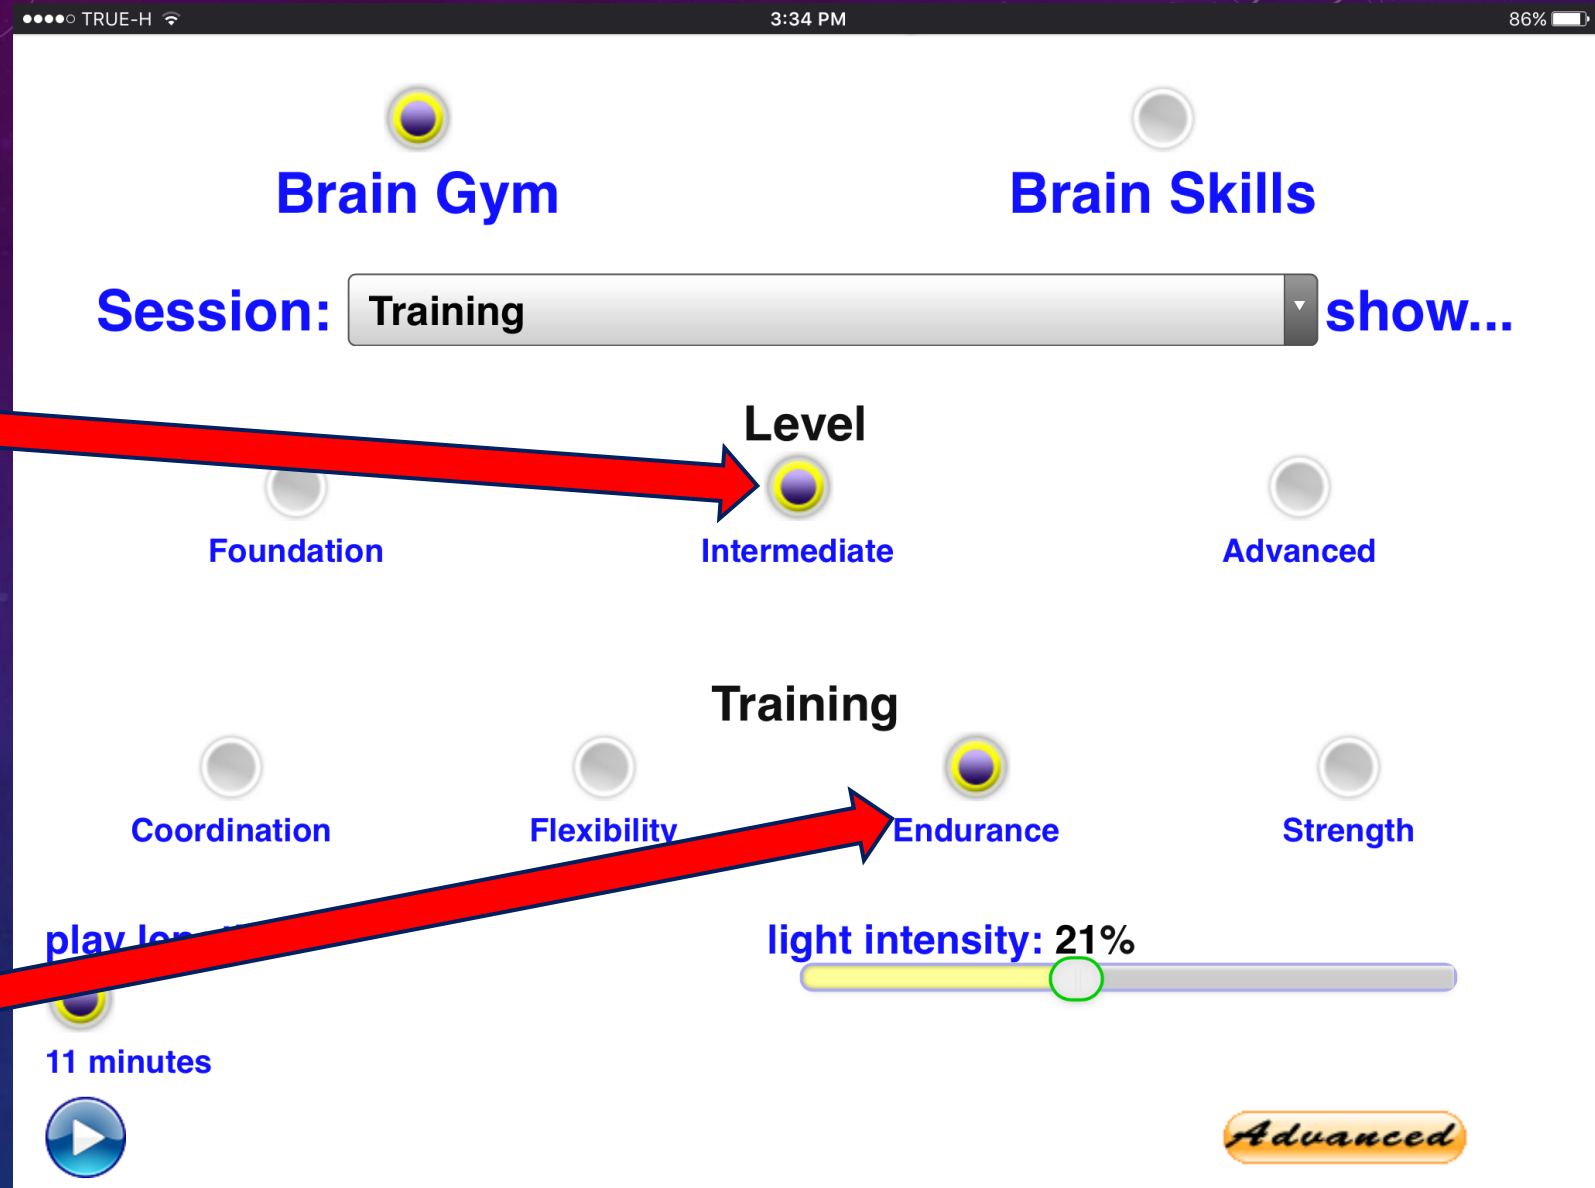 TRUE-H 3:34 PM 86%
Brain Gym Brain Skills
Session: Training show...
Level
Foundation Intermediate Advanced
Training
Coordination Flexibility Endurance Strength
play light intensity: 21%
11 minutes
Advanced